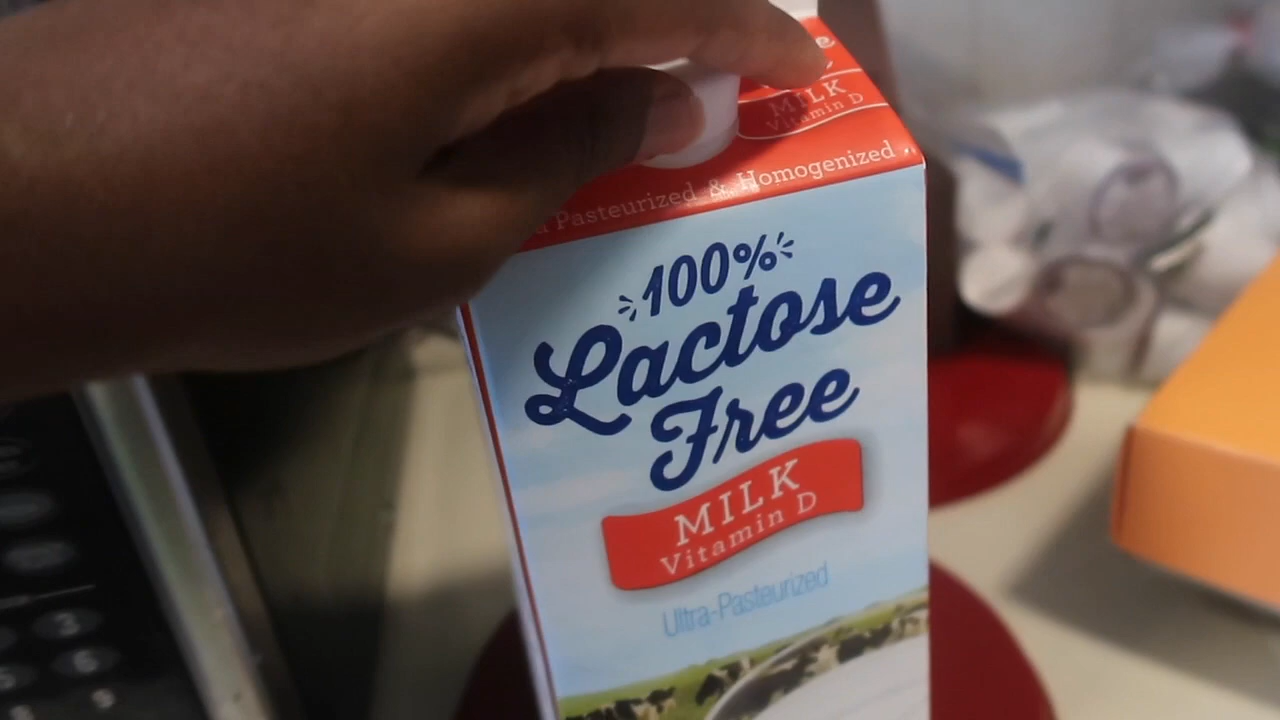 MILK
Vitamin D
Pasteurized & Homogenized
100%
Lactose
Free
MILK
Vitamin D
Ultra-Pasteurized